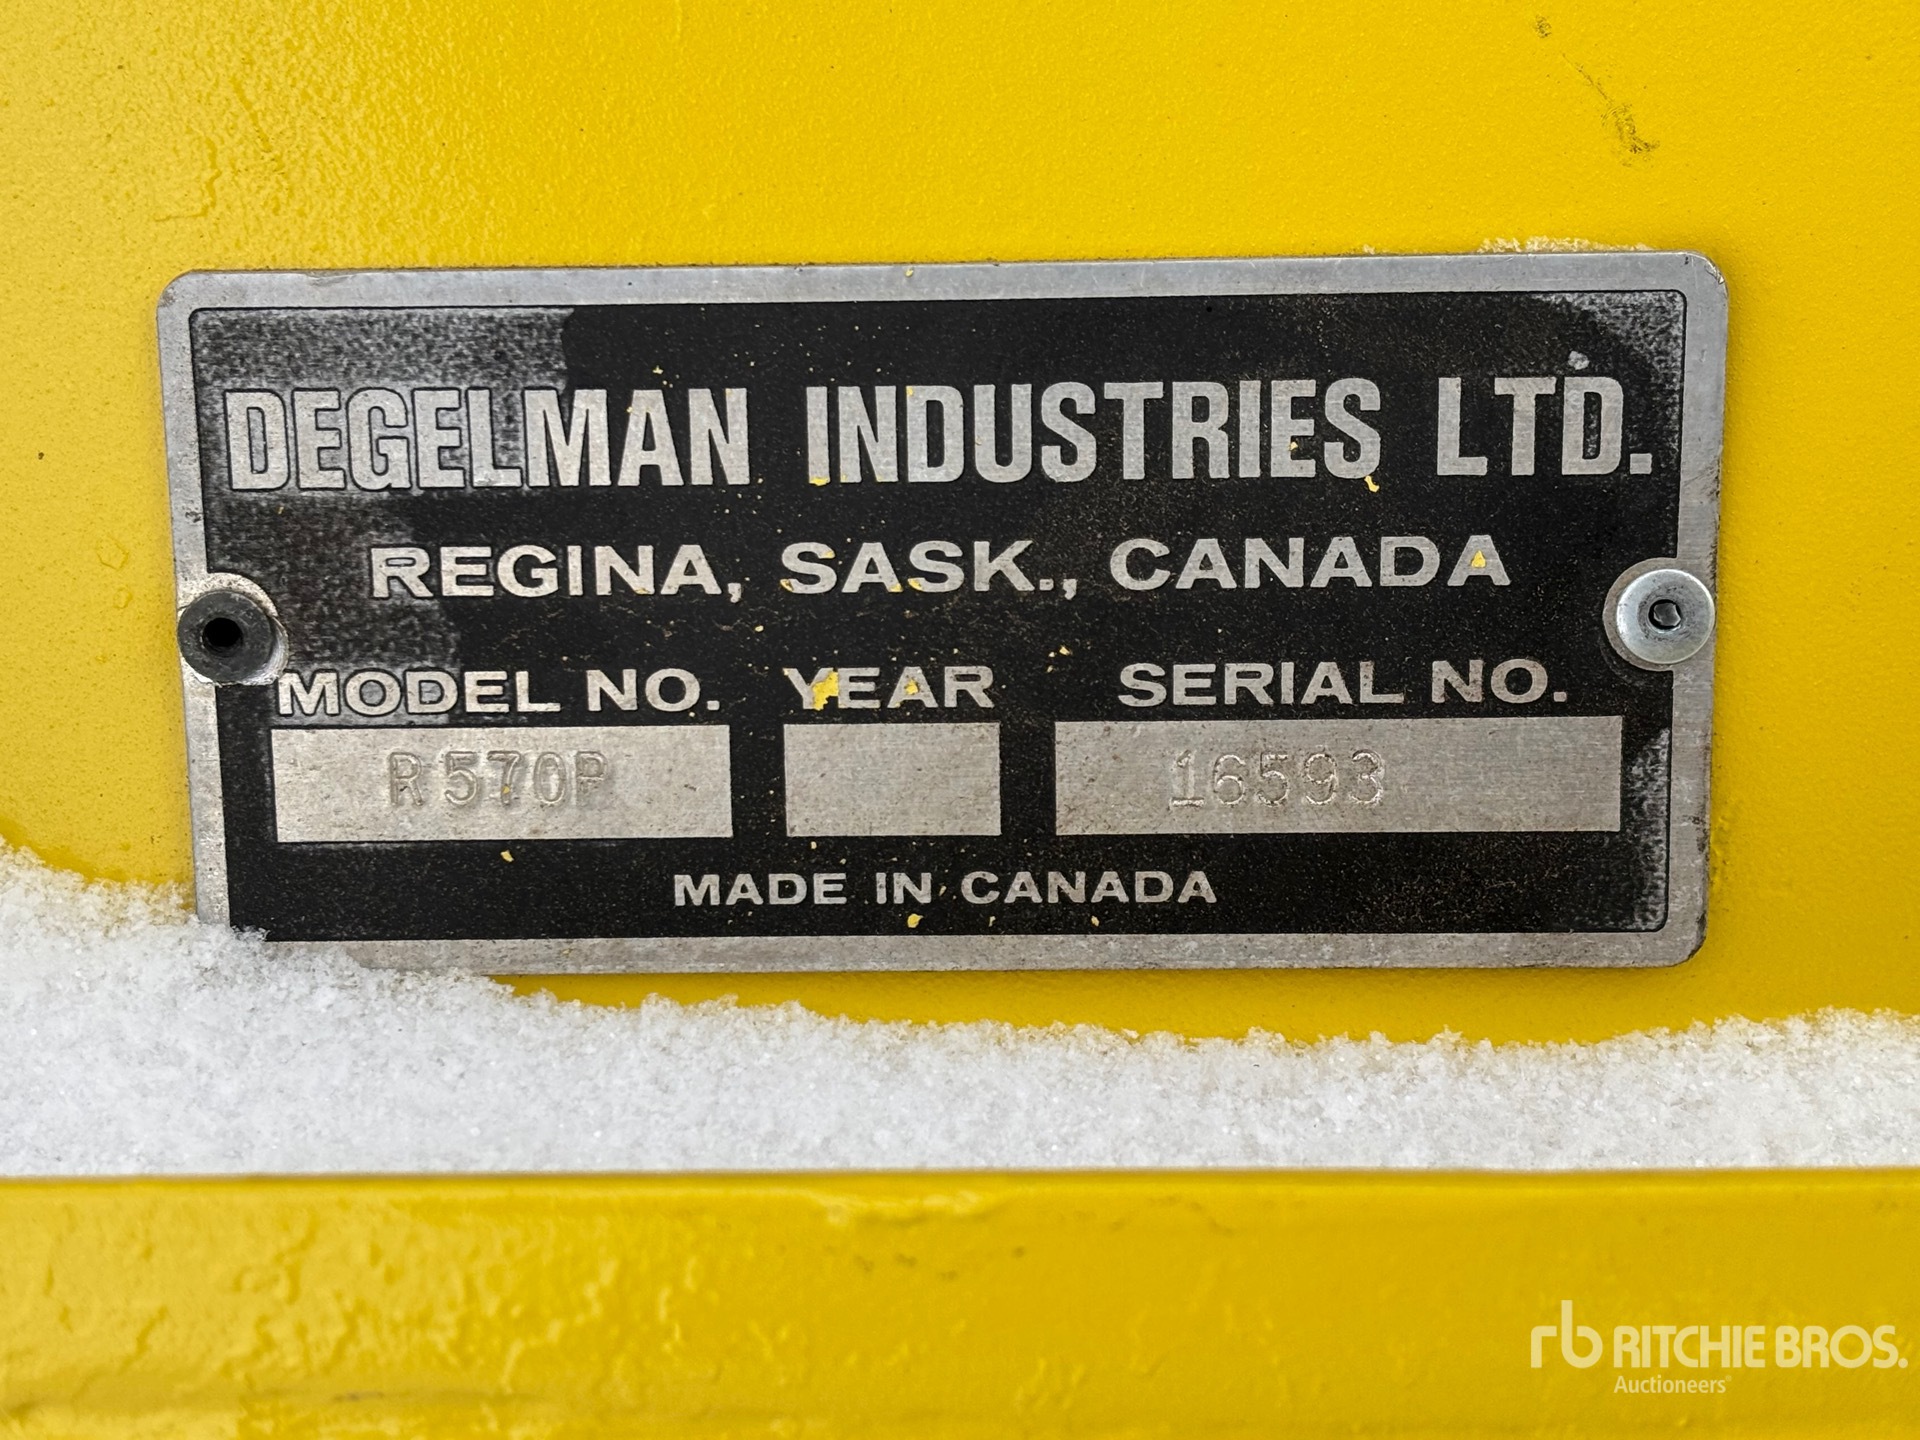 DEGELMAN INDUSTRIES LTD.
REGINA, SASK., CANADA
MODEL NO. YEAR SERIAL NO.
R570P 16593
MADE IN CANADA
rb RITCHIE BROS.
Auctioneers